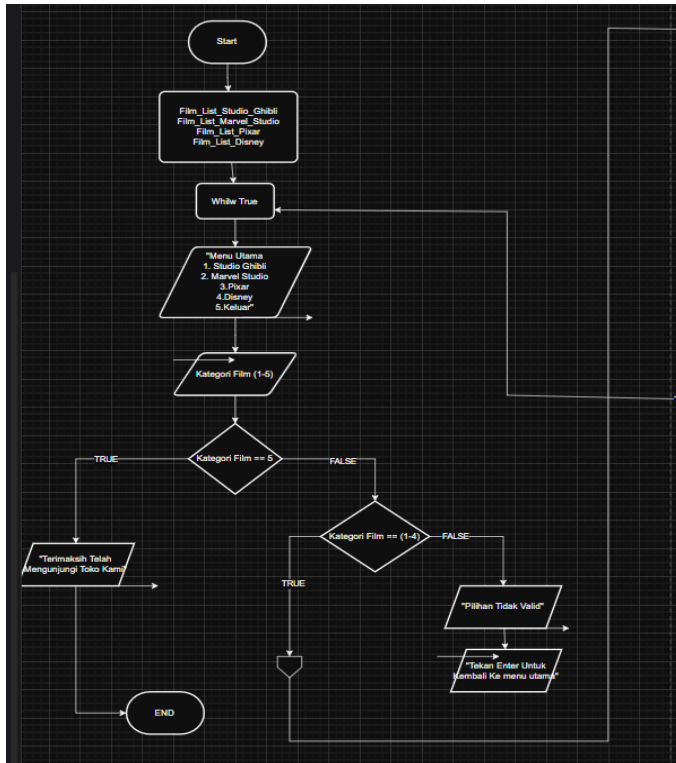 Start
Film_List_Studio_Ghibli
Film_List_Marvel_Studio
Film_List_Pixar
Film_List_Disney
Whilw True
"Menu Utama
1. Studio Ghibli
2. Marvel Studio
3.Pixar
4.Disney
5.Keluar"
Kategori Film (1-5)
Kategori Film == 5
TRUE
FALSE
"Terimaksih Telah
Mengunjungi Toko Kami"
END
Kategori Film == (1-4)
TRUE
FALSE
"Pilihan Tidak Valid"
"Tekan Enter Untuk
Kembali Ke menu utama"